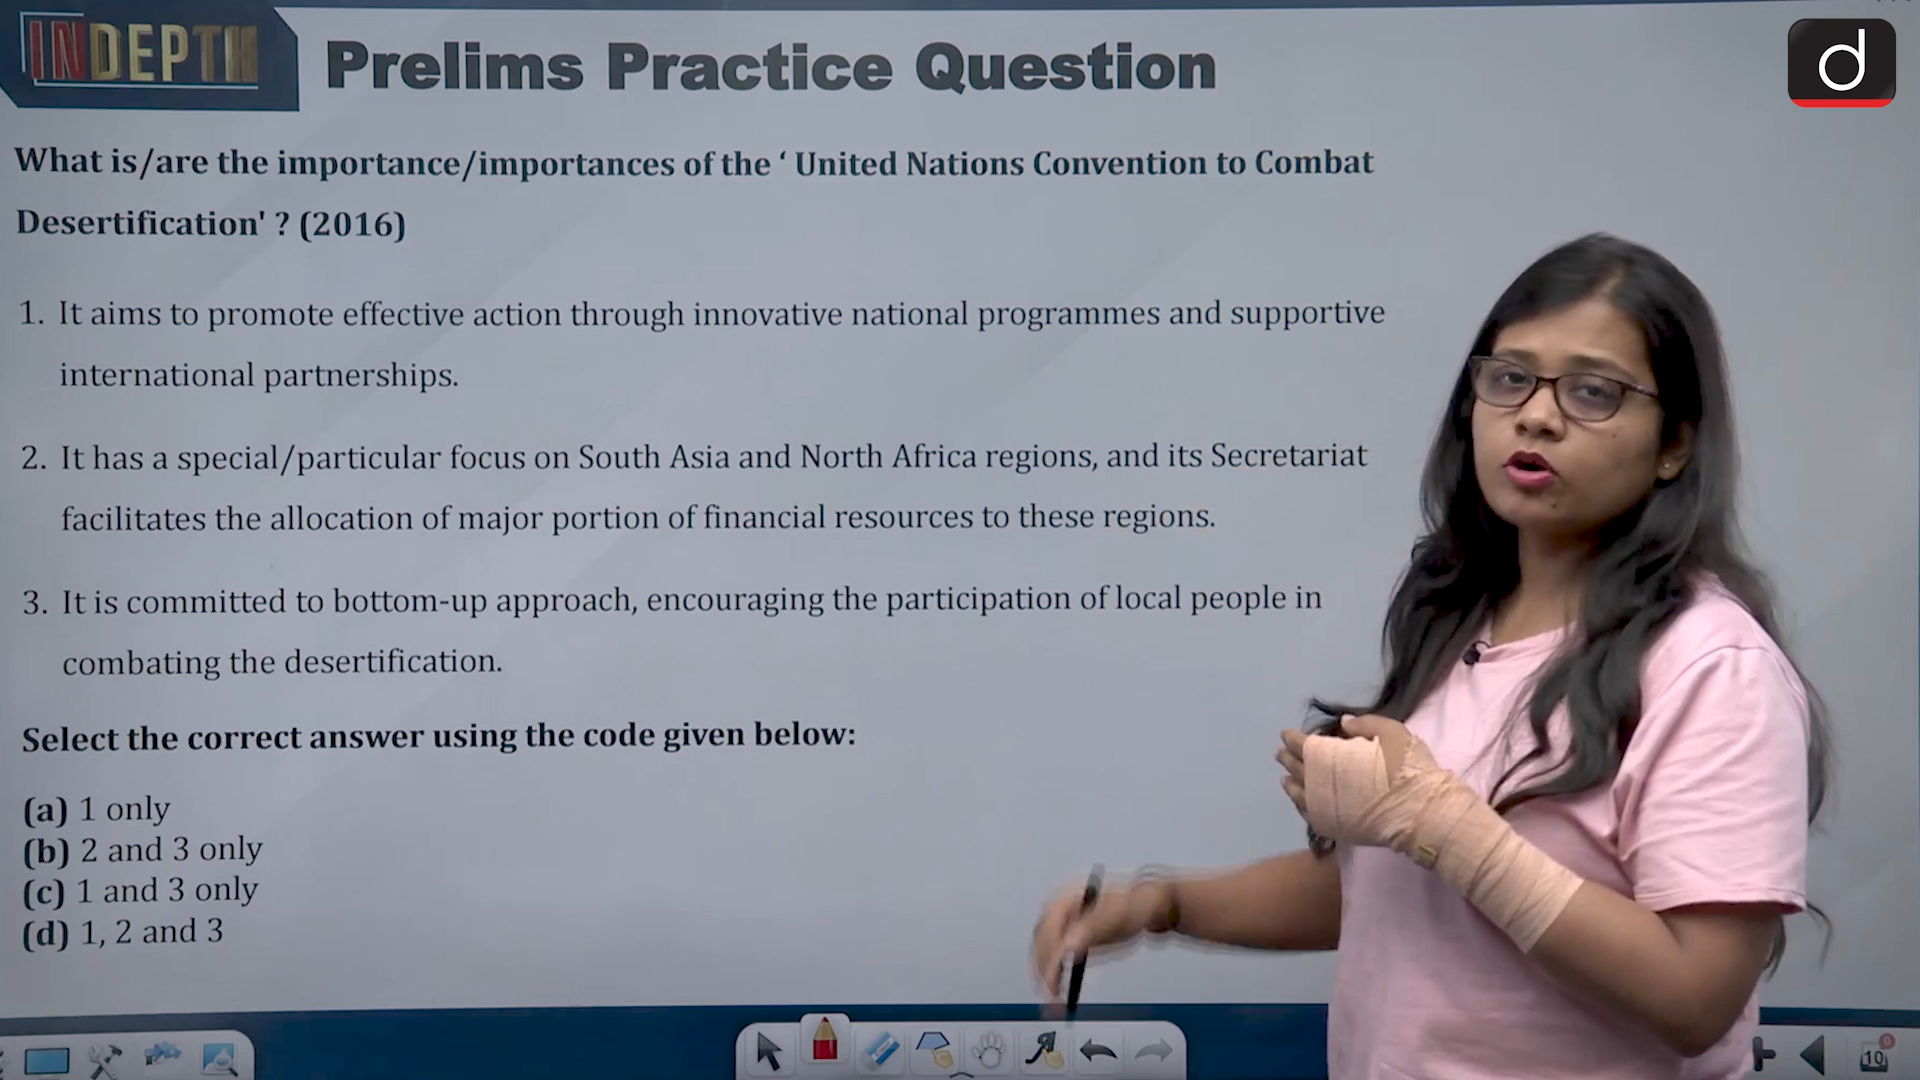 INDEPTH
Prelims Practice Question
d
What is/are the importance/importances of the ‘ United Nations Convention to Combat
Desertification' ? (2016)
1. It aims to promote effective action through innovative national programmes and supportive
international partnerships.
2. It has a special/particular focus on South Asia and North Africa regions, and its Secretariat
facilitates the allocation of major portion of financial resources to these regions.
3. It is committed to bottom-up approach, encouraging the participation of local people in
combating the desertification.
Select the correct answer using the code given below:
(a) 1 only
(b) 2 and 3 only
(c) 1 and 3 only
(d) 1, 2 and 3
10